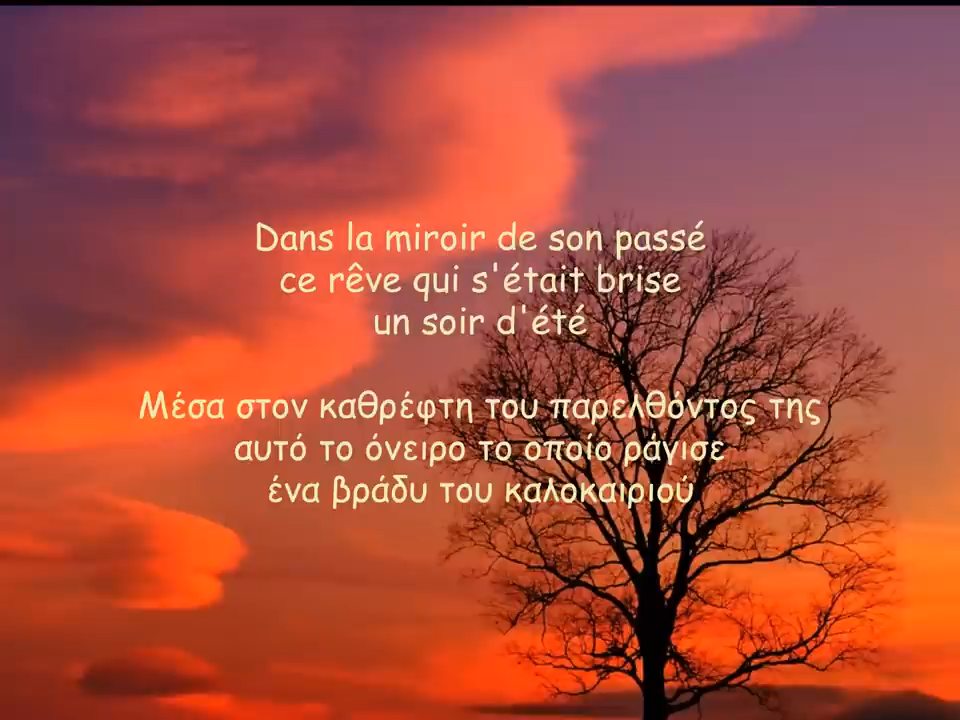 Dans la miroir de son passé
ce rêve qui s'était brise
un soir d'été
Μέσα στον καθρέφτη του παρελθόντος της
αυτό το όνειρο το οποίο ράγισε
ένα βράδυ του καλοκαιριού